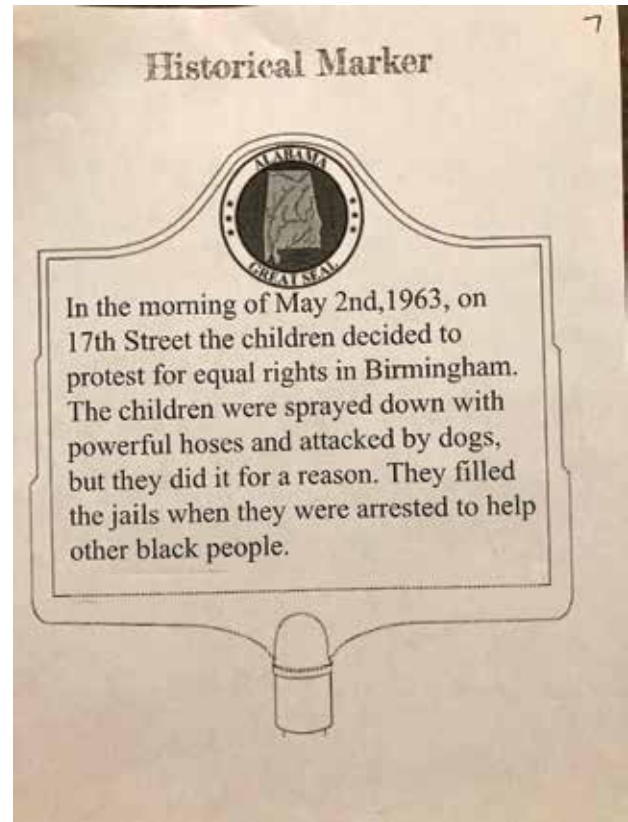 7
Historical Marker
ALABAMA
GREAT SEAL
In the morning of May 2nd,1963, on
17th Street the children decided to
protest for equal rights in Birmingham.
The children were sprayed down with
powerful hoses and attacked by dogs,
but they did it for a reason. They filled
the jails when they were arrested to help
other black people.